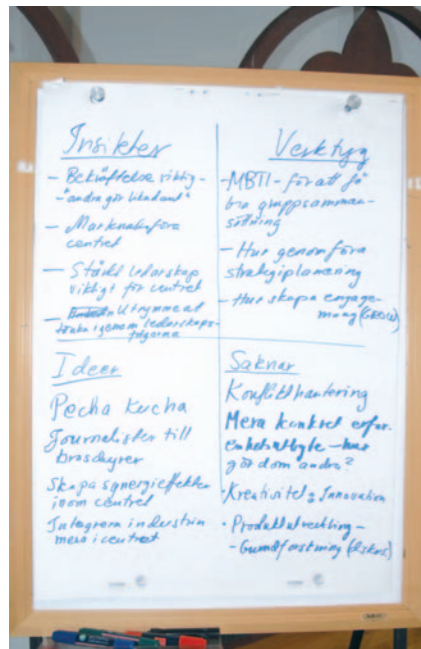 Insikter
- Bekräftelse viktig -
- "andra gör likadant"
- Marknadsföra
centret
- Stärkt ledarskap
viktigt för centret
- Utrymme at
tänka igenom ledarskaps-
frågorna
Verktyg
- MBTI - för att få
bra gruppsamman-
sättning
- Hur genomföra
strategiplanering
- Hur skapa engage-
mang
Ideer
Pecha Kucha
Journalister till
broschyrer
Skapa synergieffekter
inom centret
Integrera industrin
mera i centret
Saknar
Konflikthantering
Mera konkret erfar-
enhetsutbyte - hur
gör dom andra?
• Kreativitet & Innovation
• Produktutveckling -
- Grundforskning